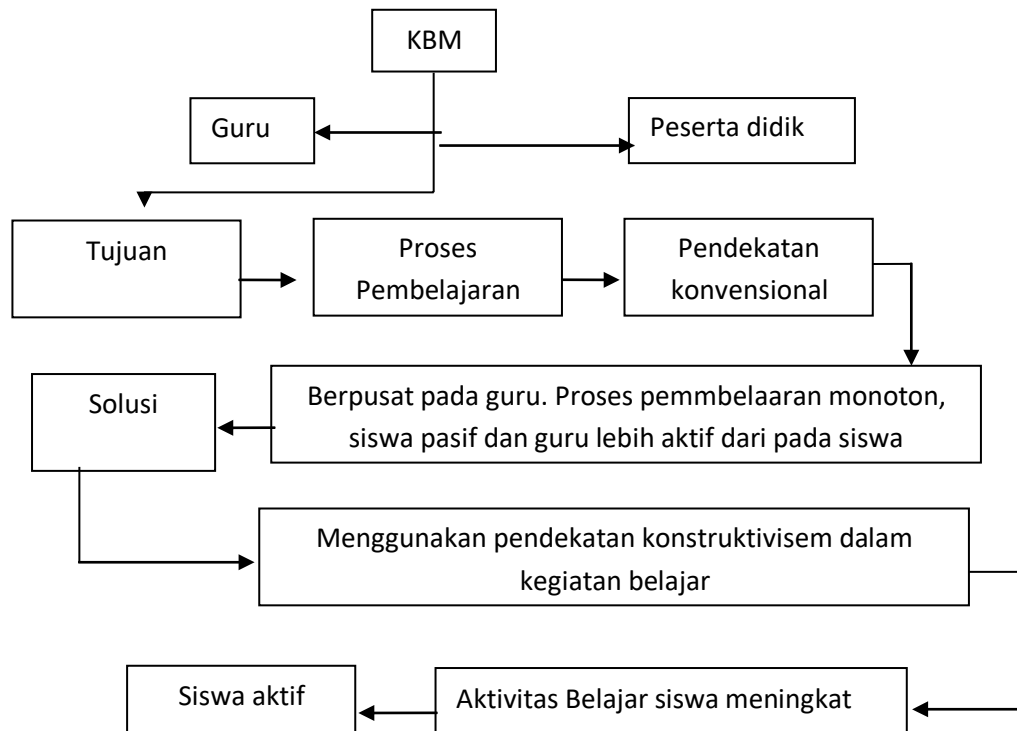 KBM
Guru
Peserta didik
Tujuan
Proses
Pembelajaran
Pendekatan
konvensional
Solusi
Berpusat pada guru. Proses pemmbelaaran monoton,
siswa pasif dan guru lebih aktif dari pada siswa
Menggunakan pendekatan konstruktivisem dalam
kegiatan belajar
Siswa aktif
Aktivitas Belajar siswa meningkat